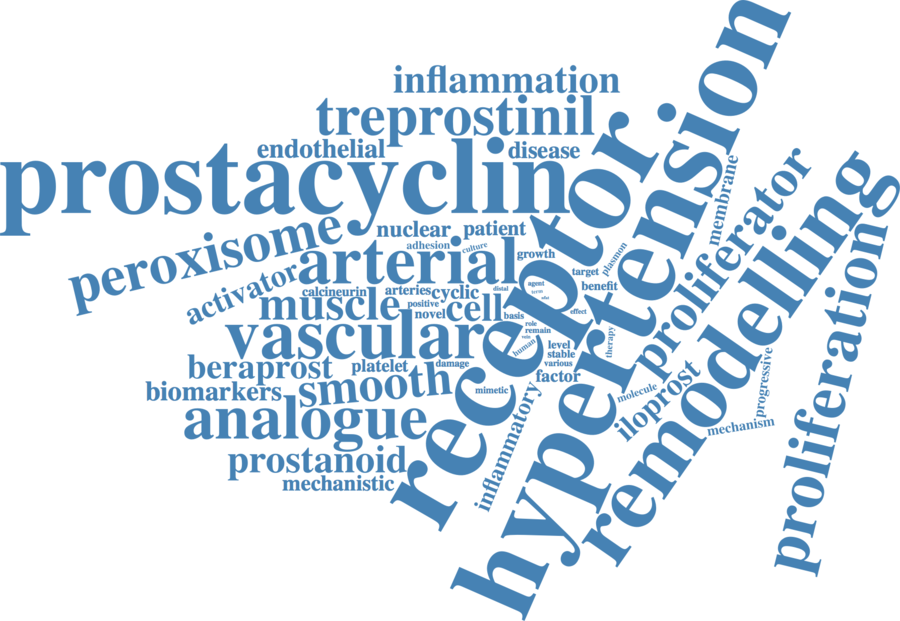 inflammation
treprostinil
endothelial
disease
prostacyclin
hypertension
receptor
nuclear
patient
peroxisome
adhesion
culture
arterial
growth
activator
calcineurin
arteries
cyclic
distal
agent
target
plasmon
benefit
membrane
proliferator
remodelling
proliferation
muscle
positive
cell
novel
basis
effect
vascular
role
remain
human
level
stable
various
therapy
beraprost
platelet
damage
factor
biomarkers
smooth
mimetic
molecule
iloprost
progressive
mechanism
analogue
inflammatory
prostanoid
mechanistic